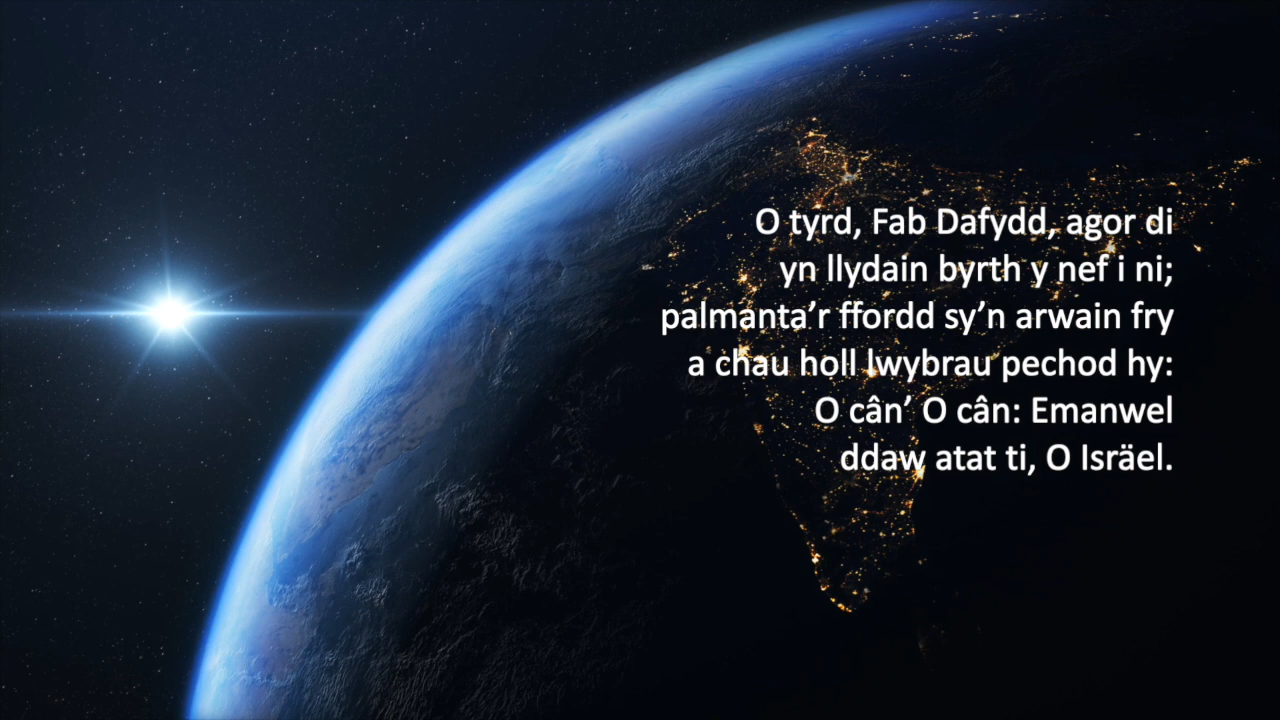 O tyrd, Fab Dafydd, agor di
yn llydain byrth y nef i ni;
palmanta’r ffordd sy’n arwain fry
a chau holl lwybrau pechod hy:
O cân’ O cân: Emanwel
ddaw atat ti, O Isräel.